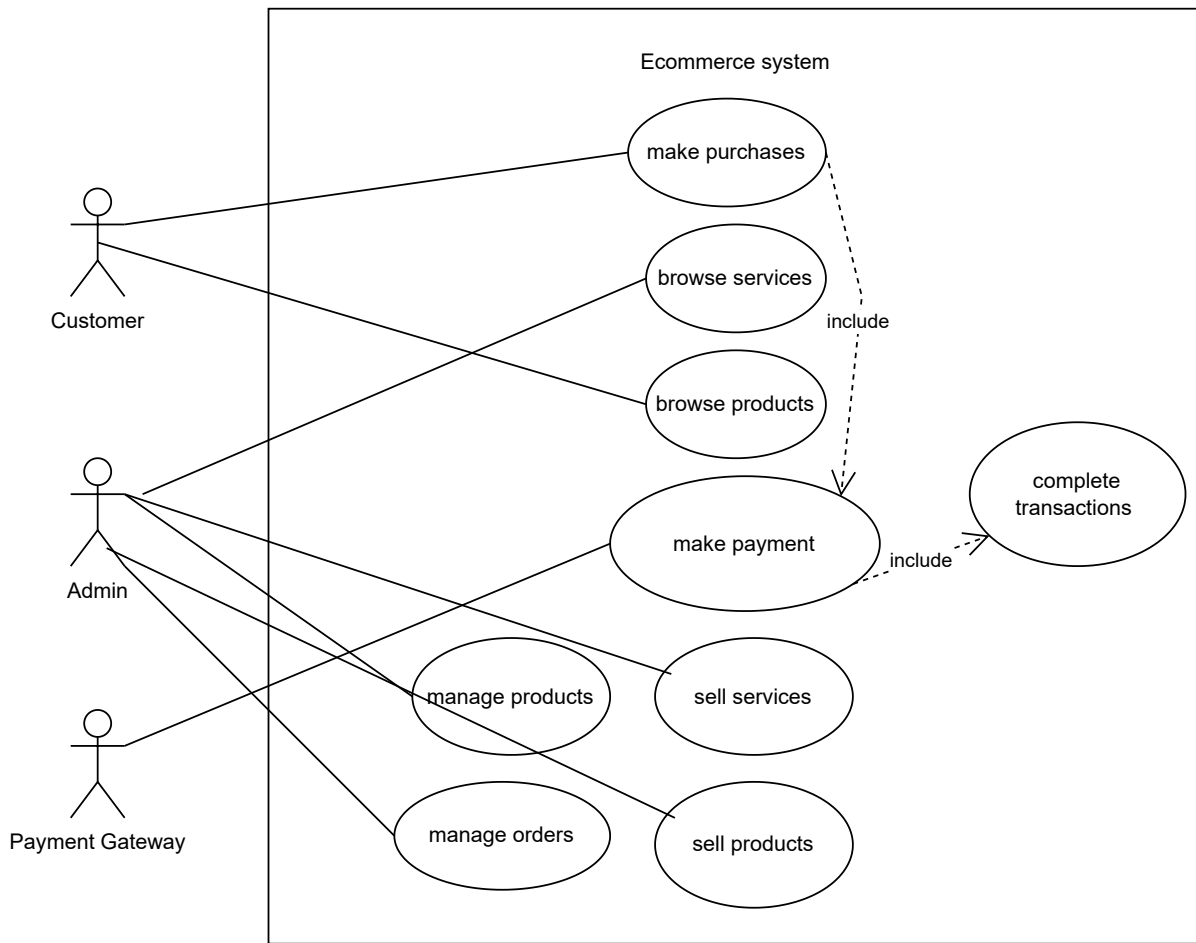 Ecommerce system
make purchases
browse services
Customer
include
browse products
complete
transactions
make payment
include
Admin
manage products
sell services
Payment Gateway
manage orders
sell products